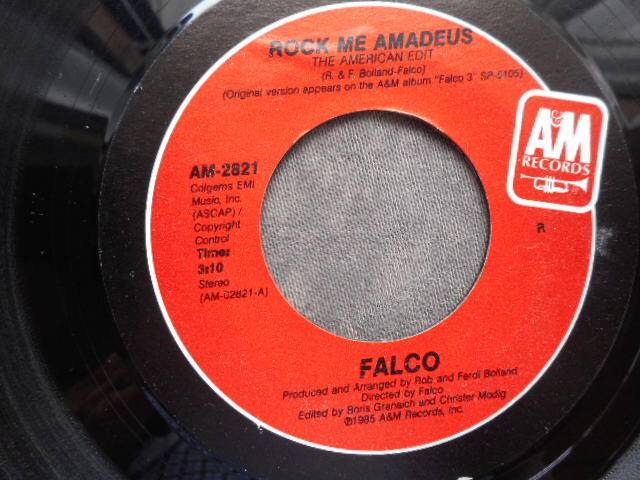 ROCK ME AMADEUS
THE AMERICAN EDIT
(R. & F. Bolland-Falco)
(Original version appears on the A&M album "Falco 3" SP-5105)
A&M
RECORDS
AM-2821
Colgems EMI
Music, Inc.
(ASCAP) /
Copyright
Control
Time:
3:10
Stereo
(AM-02821-A)
R
FALCO
Produced and Arranged by Rob and Ferdi Bolland
Directed by Falco
Edited by Boris Granaich and Christer Modig
℗1985 A&M Records, Inc.